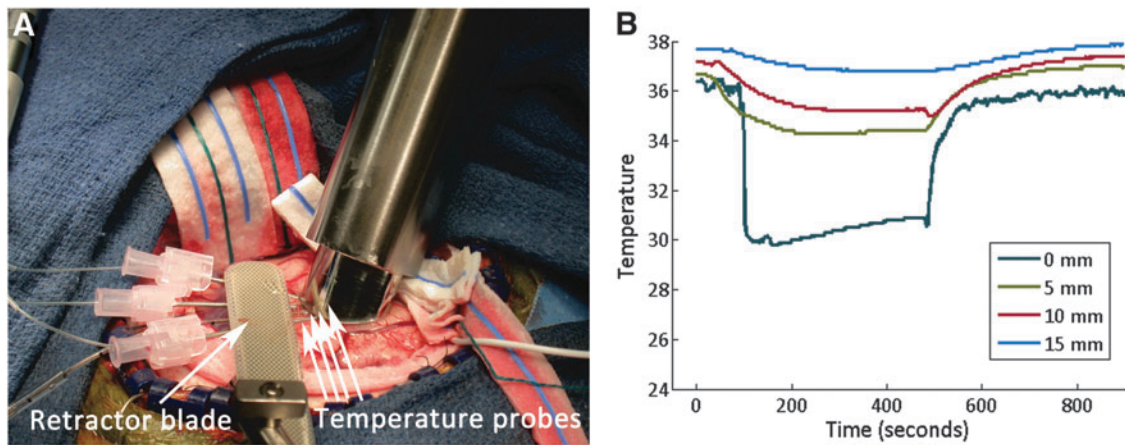 A
Retractor blade
Temperature probes
B
Temperature
38
36
34
32
30
28
26
24
0 mm
5 mm
10 mm
15 mm
0
200
400
600
800
Time (seconds)